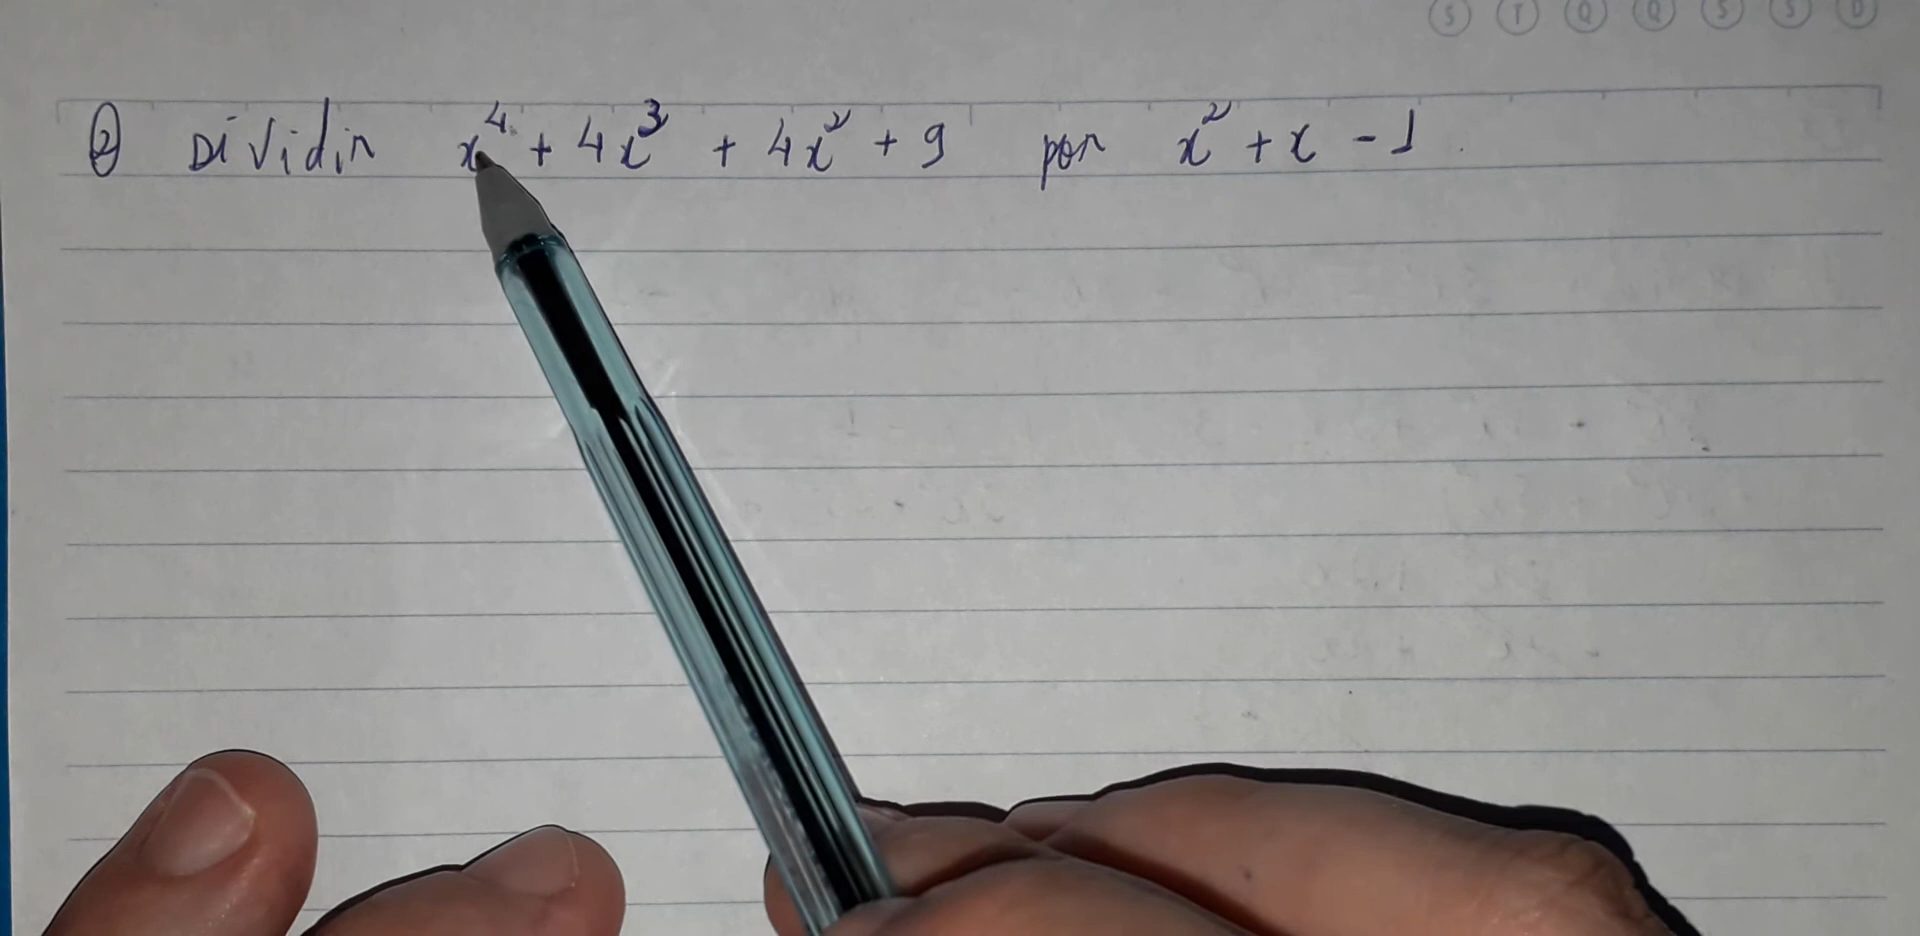 S T Q Q S S D
② Dividir x⁴ + 4x³ + 4x² + 9 por x² + x - 1.